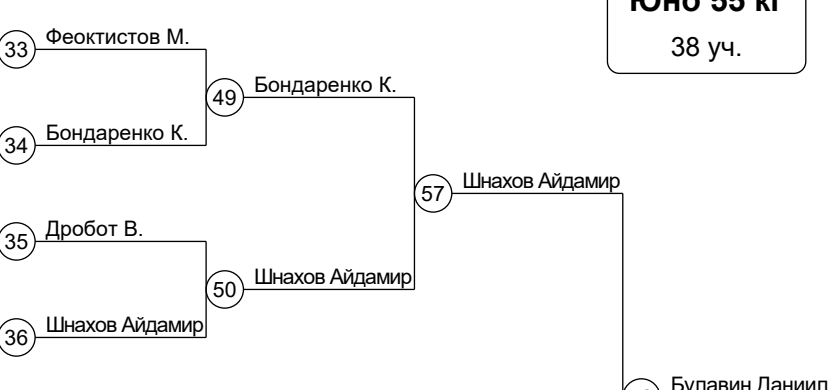 Юно 55 кг
38 уч.
33 Феоктистов М.
49 Бондаренко К.
34 Бондаренко К.
57 Шнахов Айдамир
35 Дробот В.
50 Шнахов Айдамир
36 Шнахов Айдамир
Булавин Даниил